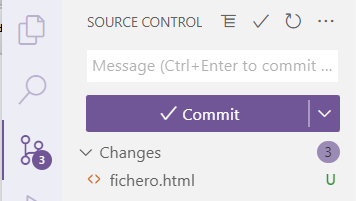 SOURCE CONTROL
Message (Ctrl+Enter to commit ...
Commit
3
Changes 3
fichero.html U